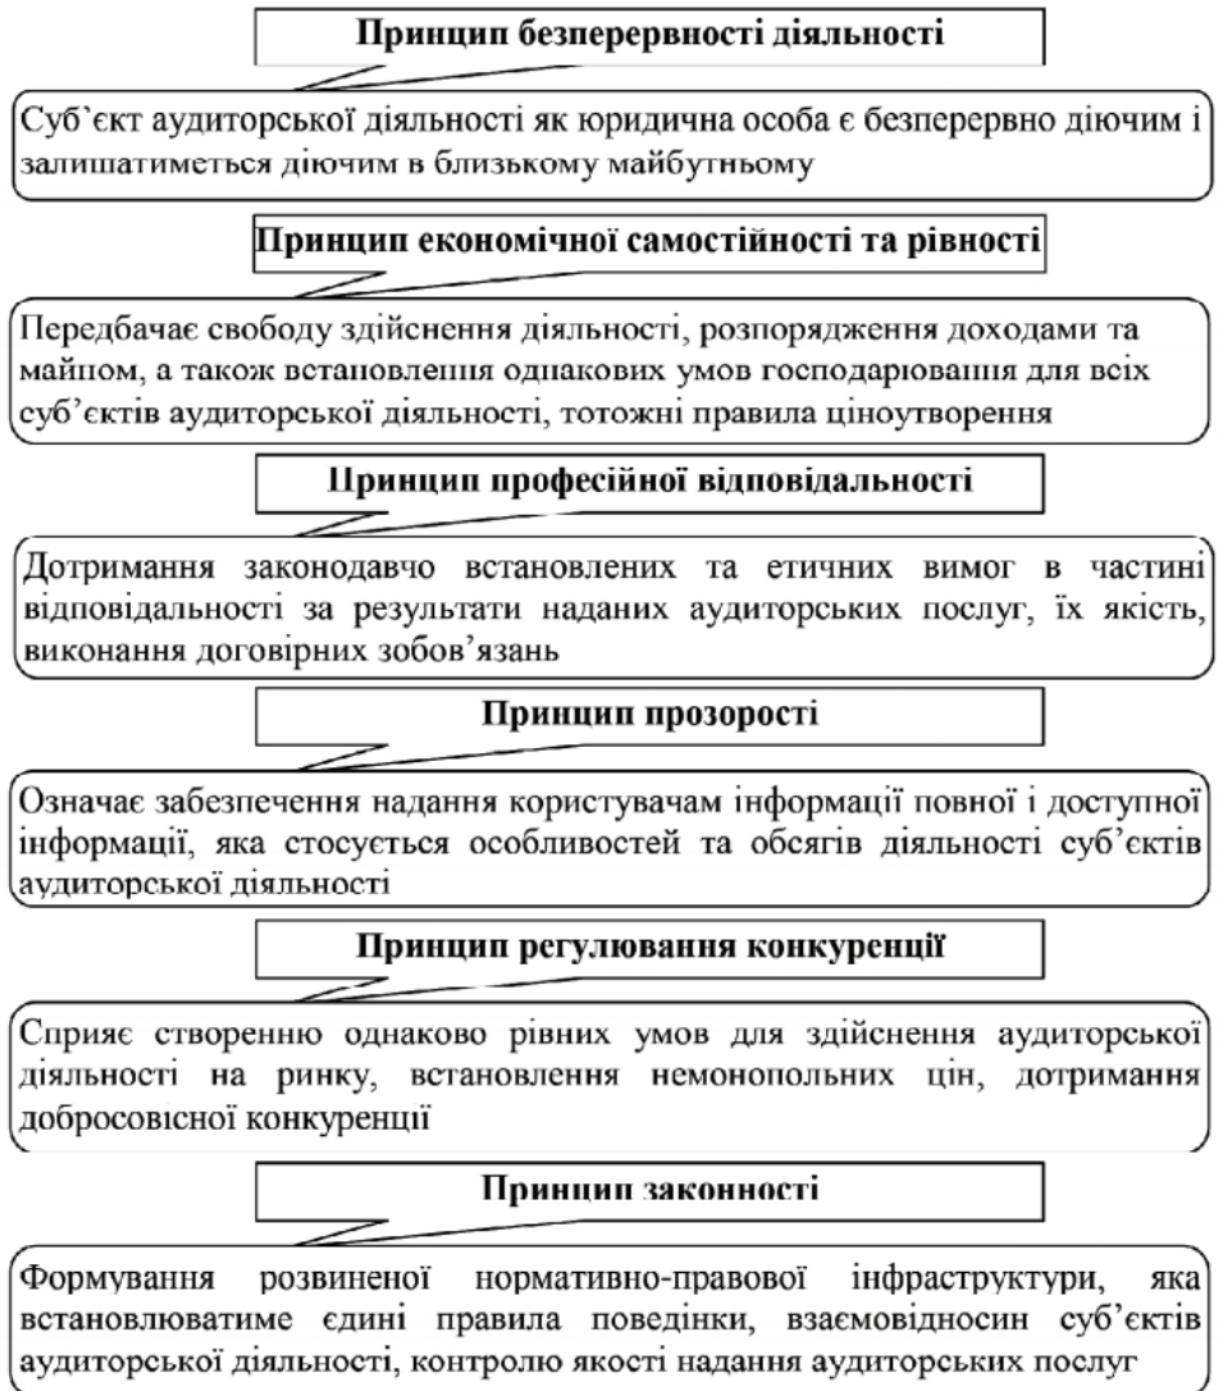 Принцип безперервності діяльності
Суб’єкт аудиторської діяльності як юридична особа є безперервно діючим і
залишатиметься діючим в близькому майбутньому
Принцип економічної самостійності та рівності
Передбачає свободу здійснення діяльності, розпорядження доходами та
майном, а також встановлення однакових умов господарювання для всіх
суб’єктів аудиторської діяльності, тотожні правила ціноутворення
Принцип професійної відповідальності
Дотримання законодавчо встановлених та етичних вимог в частині
відповідальності за результати наданих аудиторських послуг, їх якість,
виконання договірних зобов’язань
Принцип прозорості
Означає забезпечення надання користувачам інформації повної і доступної
інформації, яка стосується особливостей та обсягів діяльності суб’єктів
аудиторської діяльності
Принцип регулювання конкуренції
Сприяє створенню однаково рівних умов для здійснення аудиторської
діяльності на ринку, встановлення немонопольних цін, дотримання
добросовісної конкуренції
Принцип законності
Формування розвиненої нормативно-правової інфраструктури, яка
встановлюватиме єдині правила поведінки, взаємовідносин суб’єктів
аудиторської діяльності, контролю якості надання аудиторських послуг